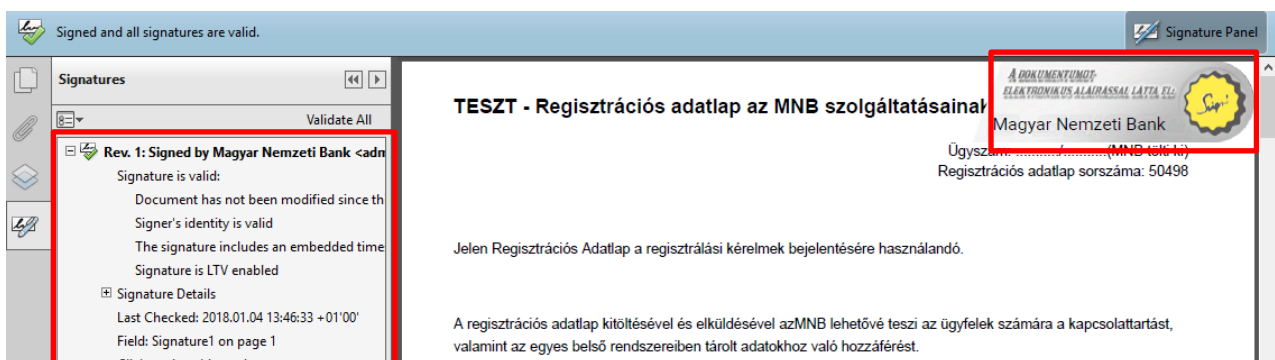 Signed and all signatures are valid.
Signature Panel
Signatures
Validate All
Rev. 1: Signed by Magyar Nemzeti Bank <adm
Signature is valid:
Document has not been modified since th
Signer's identity is valid
The signature includes an embedded time
Signature is LTV enabled
Signature Details
Last Checked: 2018.01.04 13:46:33 +01'00'
Field: Signature1 on page 1
A DOKUMENTUMOT
ELEKTRONIKUS ALÁÍRÁSSAL LÁTTA EL:
Magyar Nemzeti Bank
Sign!
TESZT - Regisztrációs adatlap az MNB szolgáltatásainak
Ügyszám: .........../...........(MNB tölti ki)
Regisztrációs adatlap sorszáma: 50498
Jelen Regisztrációs Adatlap a regisztrálási kérelmek bejelentésére használandó.
A regisztrációs adatlap kitöltésével és elküldésével azMNB lehetővé teszi az ügyfelek számára a kapcsolattartást,
valamint az egyes belső rendszereiben tárolt adatokhoz való hozzáférést.